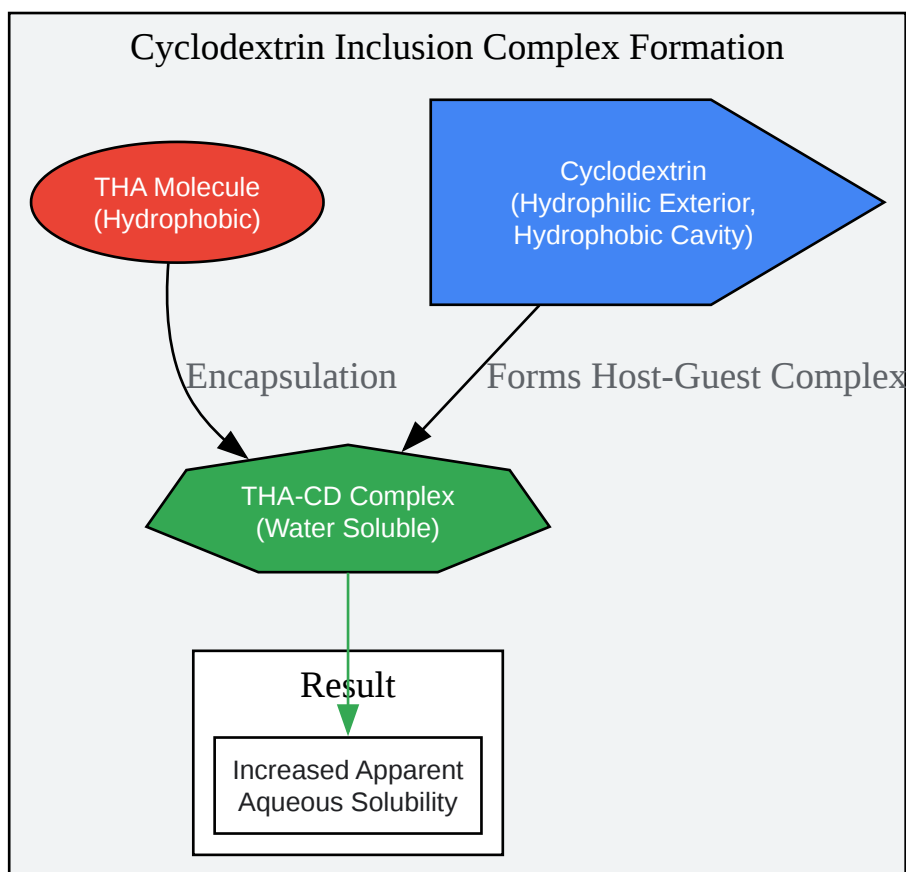 Cyclodextrin Inclusion Complex Formation
THA Molecule
(Hydrophobic)
Cyclodextrin
(Hydrophilic Exterior,
Hydrophobic Cavity)
Encapsulation
Forms Host-Guest Complex
THA-CD Complex
(Water Soluble)
Result
Increased Apparent
Aqueous Solubility